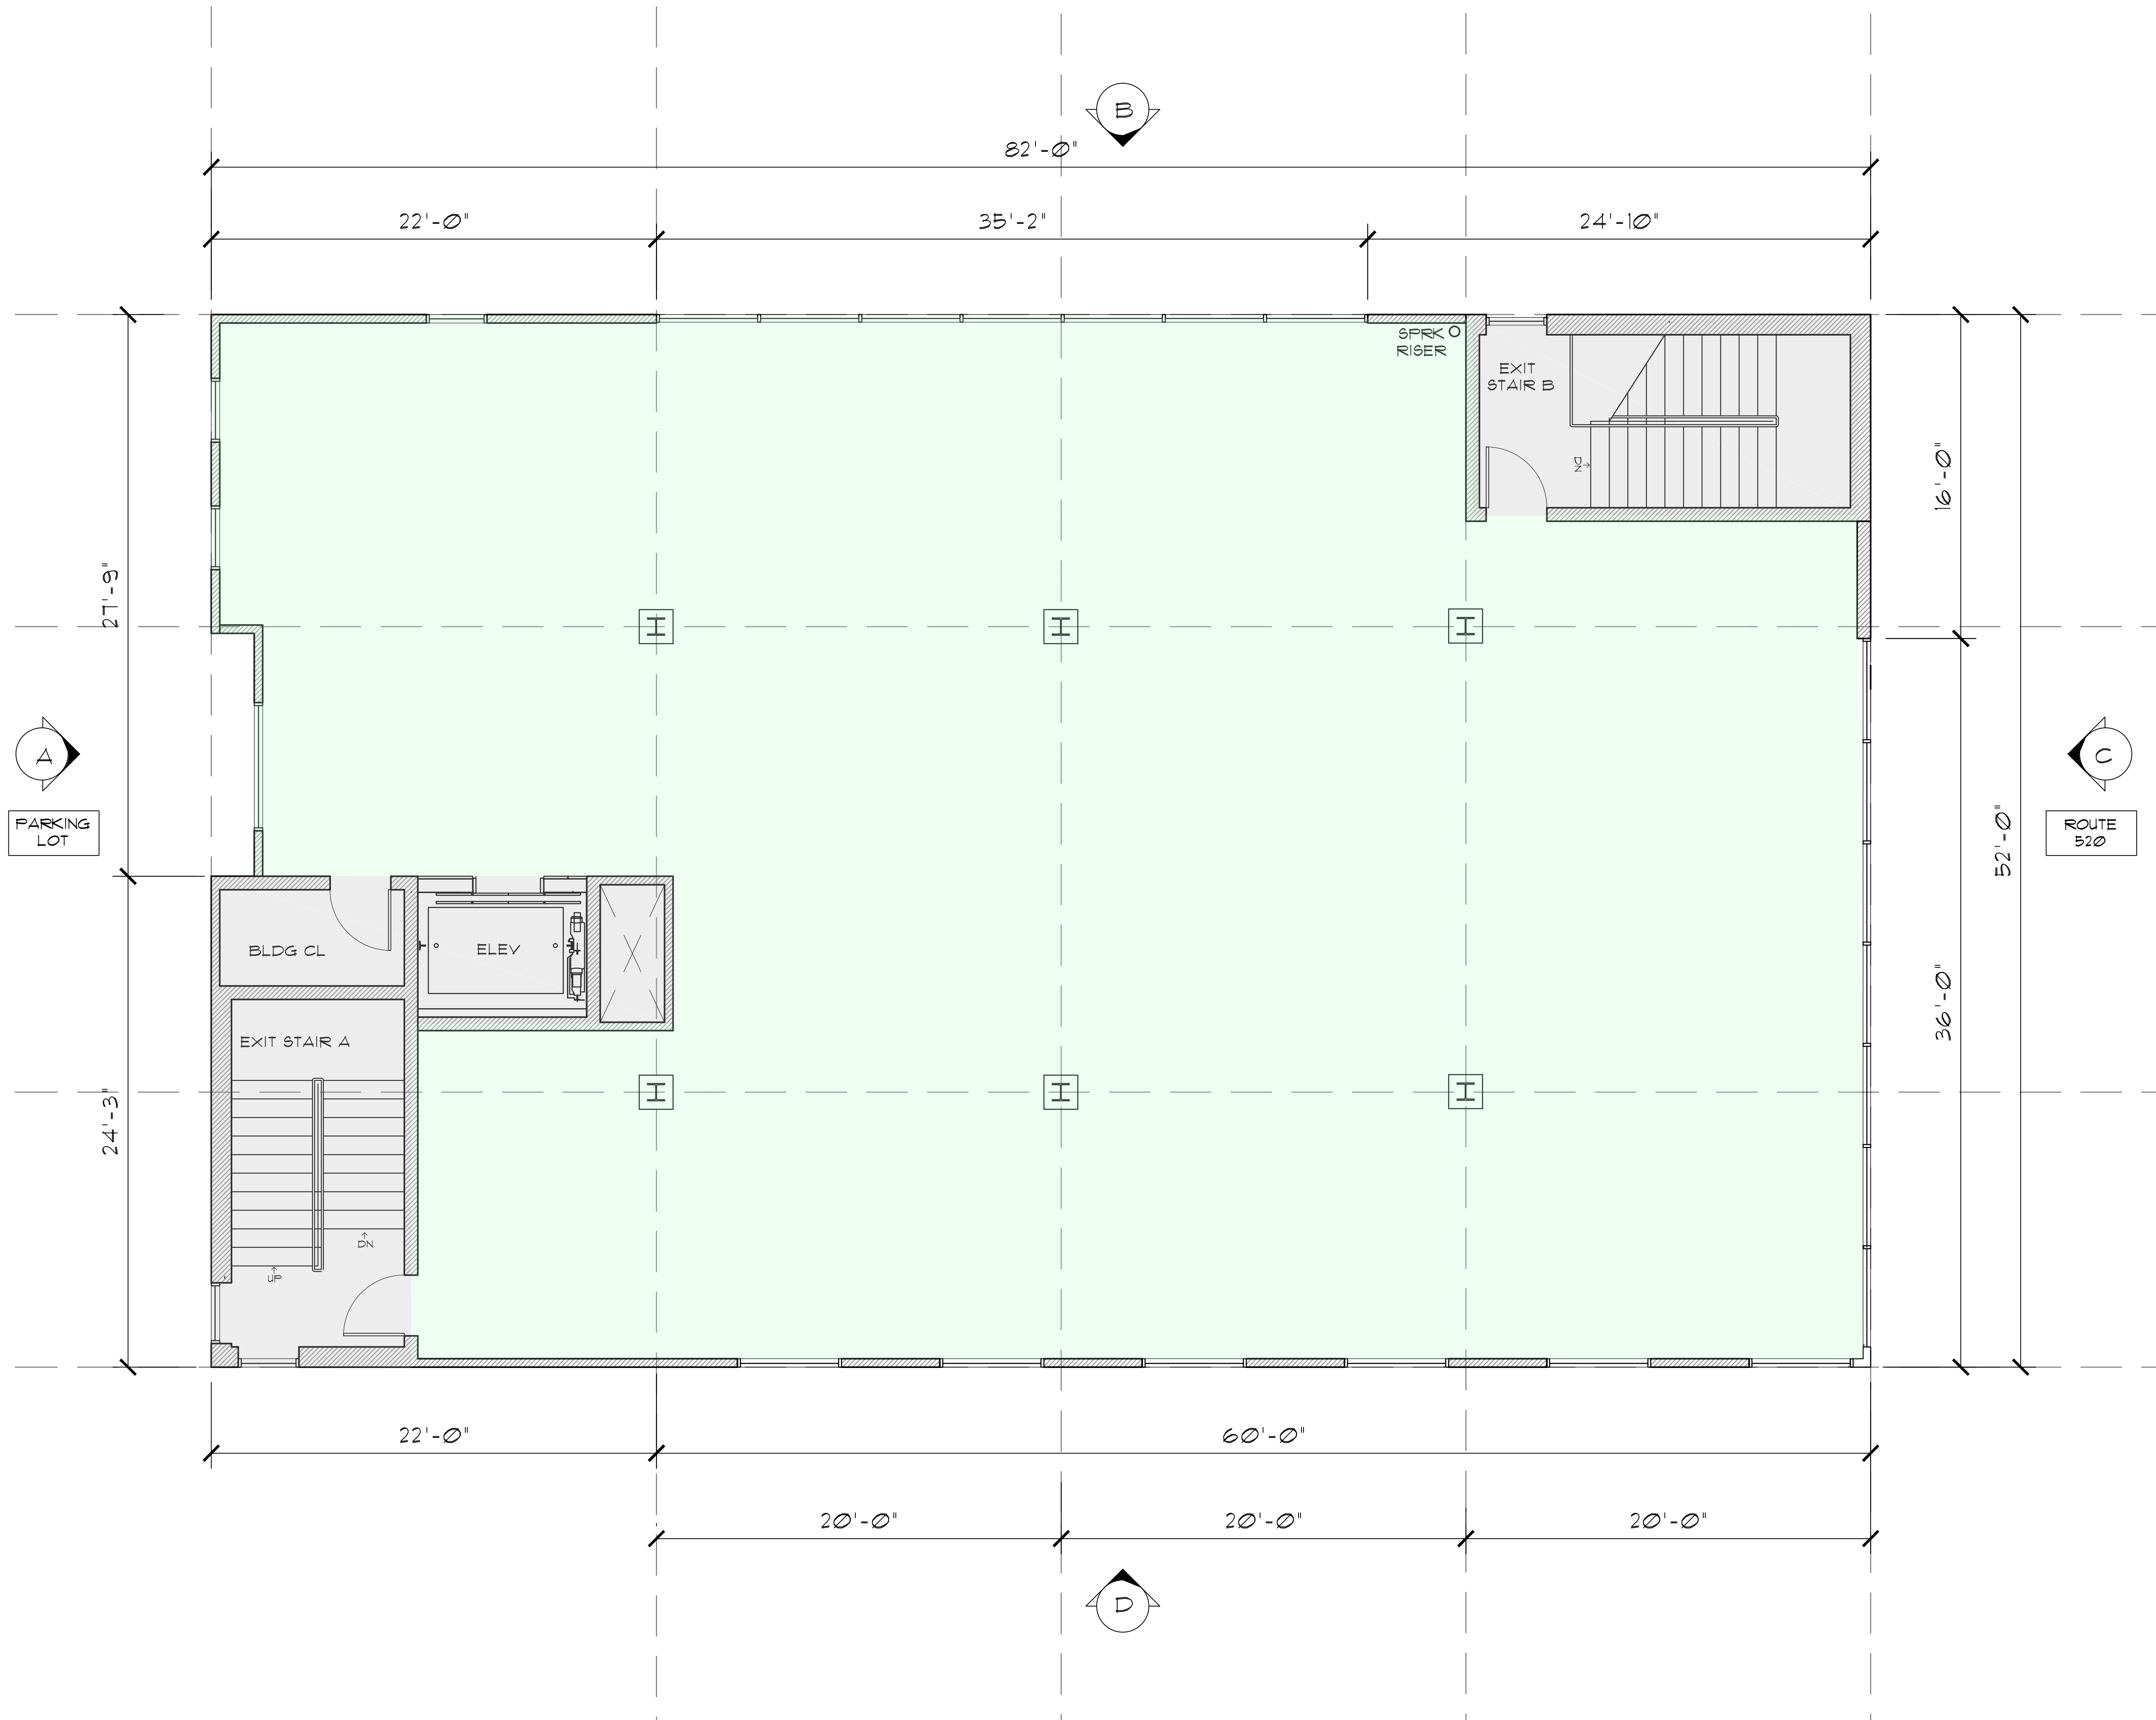 B
82'-0"
22'-0"
35'-2"
24'-10"
SPRK
RISER
EXIT
STAIR B
DN
16'-0"
27'-9"
A
PARKING
LOT
C
ROUTE
520
52'-0"
BLDG CL
ELEV
36'-0"
EXIT STAIR A
24'-3"
DN
UP
22'-0"
60'-0"
20'-0"
20'-0"
20'-0"
D